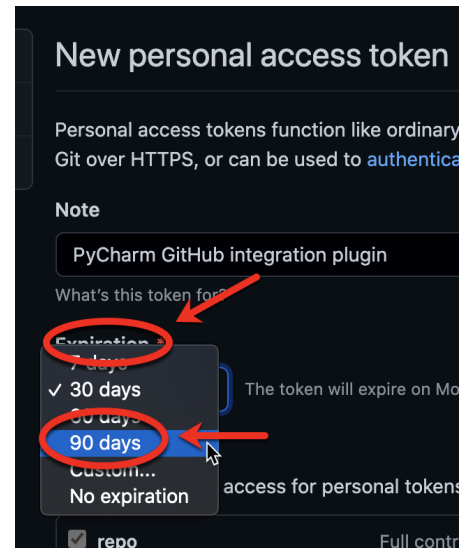 New personal access token
Personal access tokens function like ordinary
Git over HTTPS, or can be used to authentica
Note
PyCharm GitHub integration plugin
What's this token for?
Expiration *
7 days
✓ 30 days
The token will expire on Mo
60 days
90 days
Custom...
No expiration
access for personal tokens
repo
Full contr